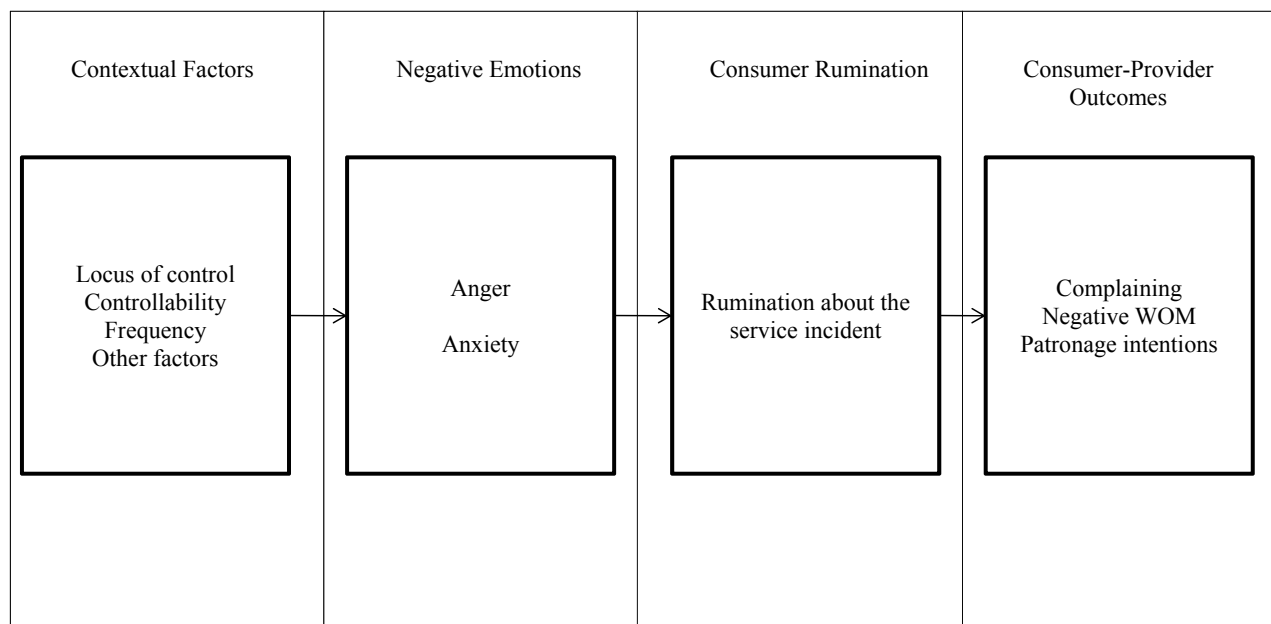 Contextual Factors
Negative Emotions
Consumer Rumination
Consumer-Provider
Outcomes
Locus of control
Controllability
Frequency
Other factors
Anger
Anxiety
Rumination about the
service incident
Complaining
Negative WOM
Patronage intentions